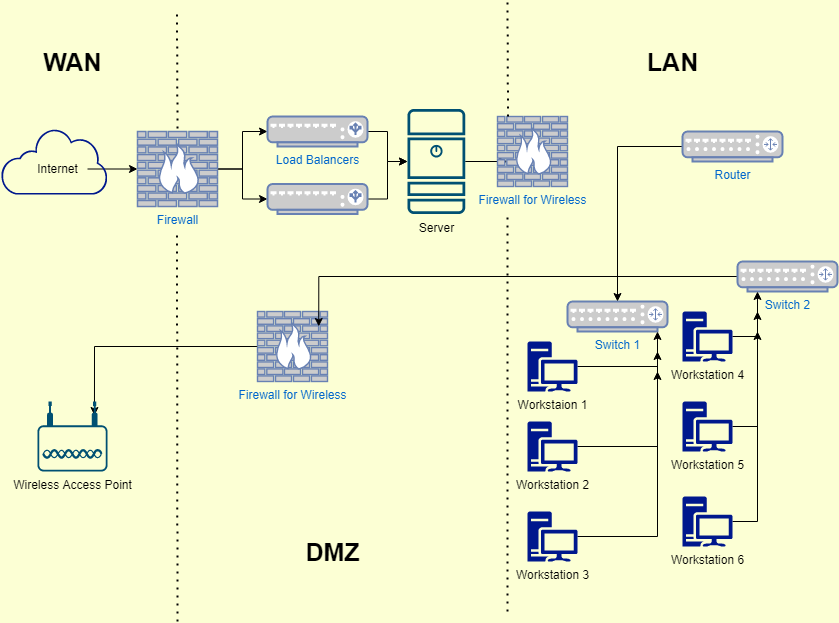 WAN
LAN
Internet
Load Balancers
Router
Firewall
Server
Firewall for Wireless
Switch 2
Switch 1
Workstation 4
Firewall for Wireless
Workstaion 1
Workstation 5
Wireless Access Point
Workstation 2
DMZ
Workstation 6
Workstation 3